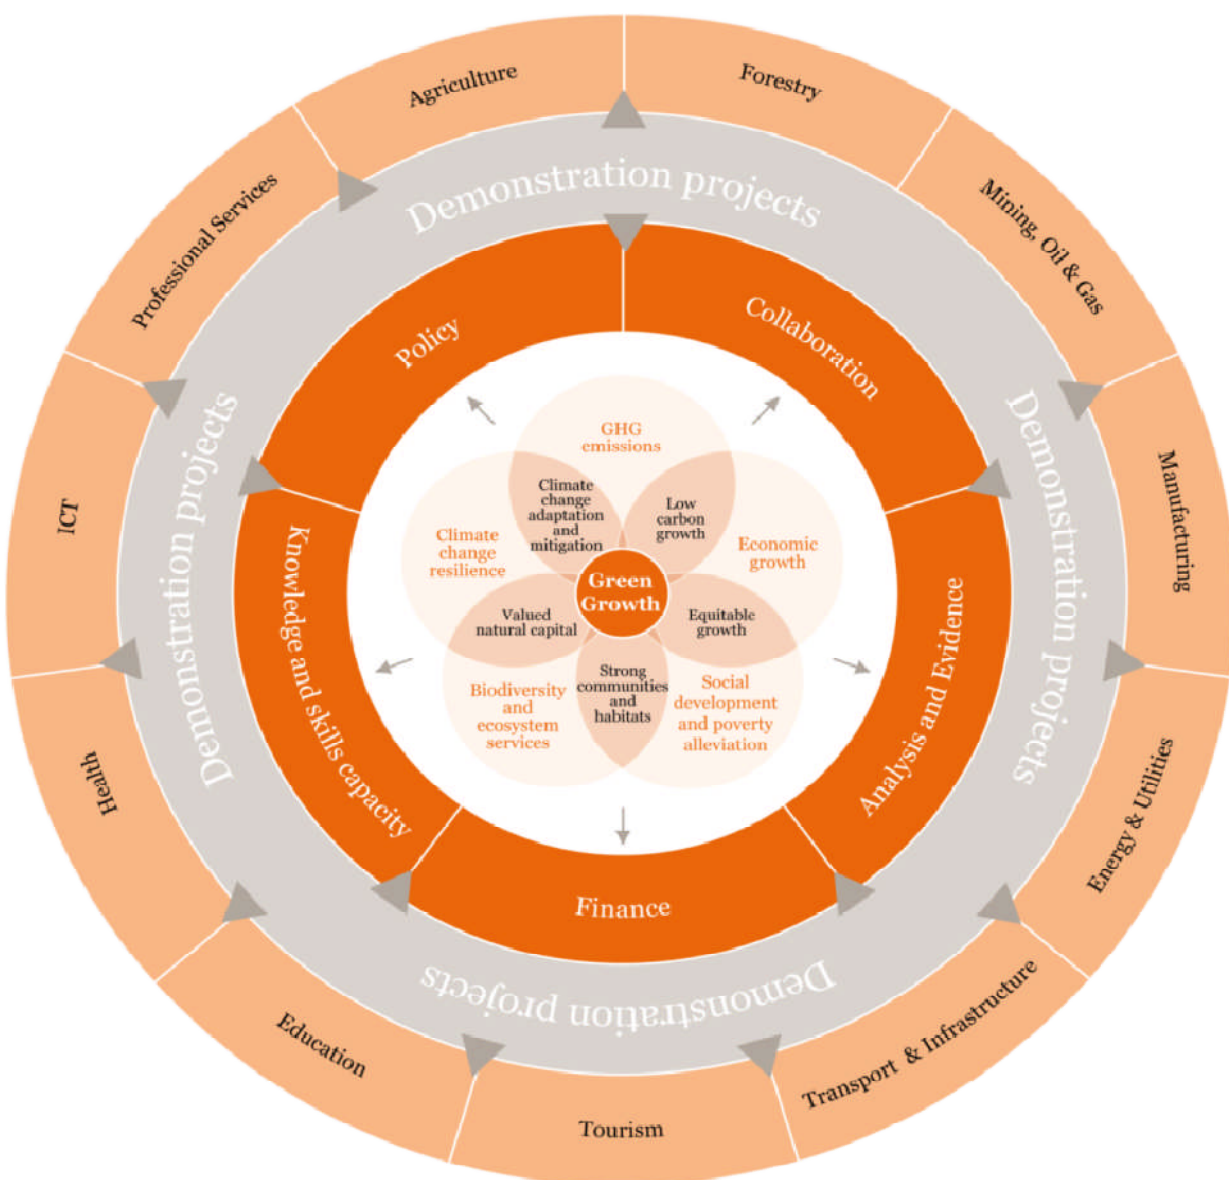 Agriculture
Forestry
Mining, Oil & Gas
Manufacturing
Energy & Utilities
Transport & Infrastructure
Tourism
Education
Health
ICT
Professional Services
Demonstration projects
Demonstration projects
Demonstration projects
Demonstration projects
Policy
Collaboration
Analysis and Evidence
Finance
Knowledge and skills capacity
GHG
emissions
Economic
growth
Social
development
and poverty
alleviation
Biodiversity
and
ecosystem
services
Climate
change
resilience
Climate
change
adaptation
and
mitigation
Low
carbon
growth
Equitable
growth
Strong
communities
and
habitats
Valued
natural capital
Green
Growth